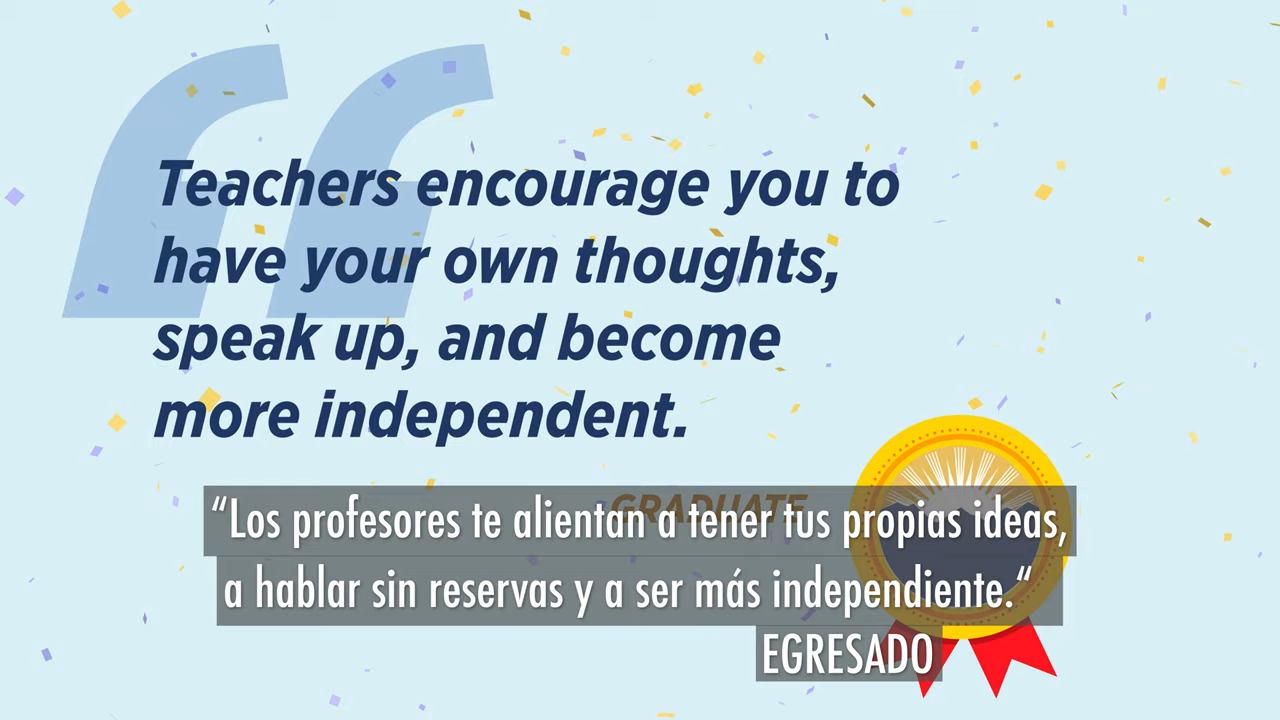 Teachers encourage you to
have your own thoughts,
speak up, and become
more independent.
GRADUATE
“Los profesores te alientan a tener tus propias ideas,
a hablar sin reservas y a ser más independiente.“
EGRESADO